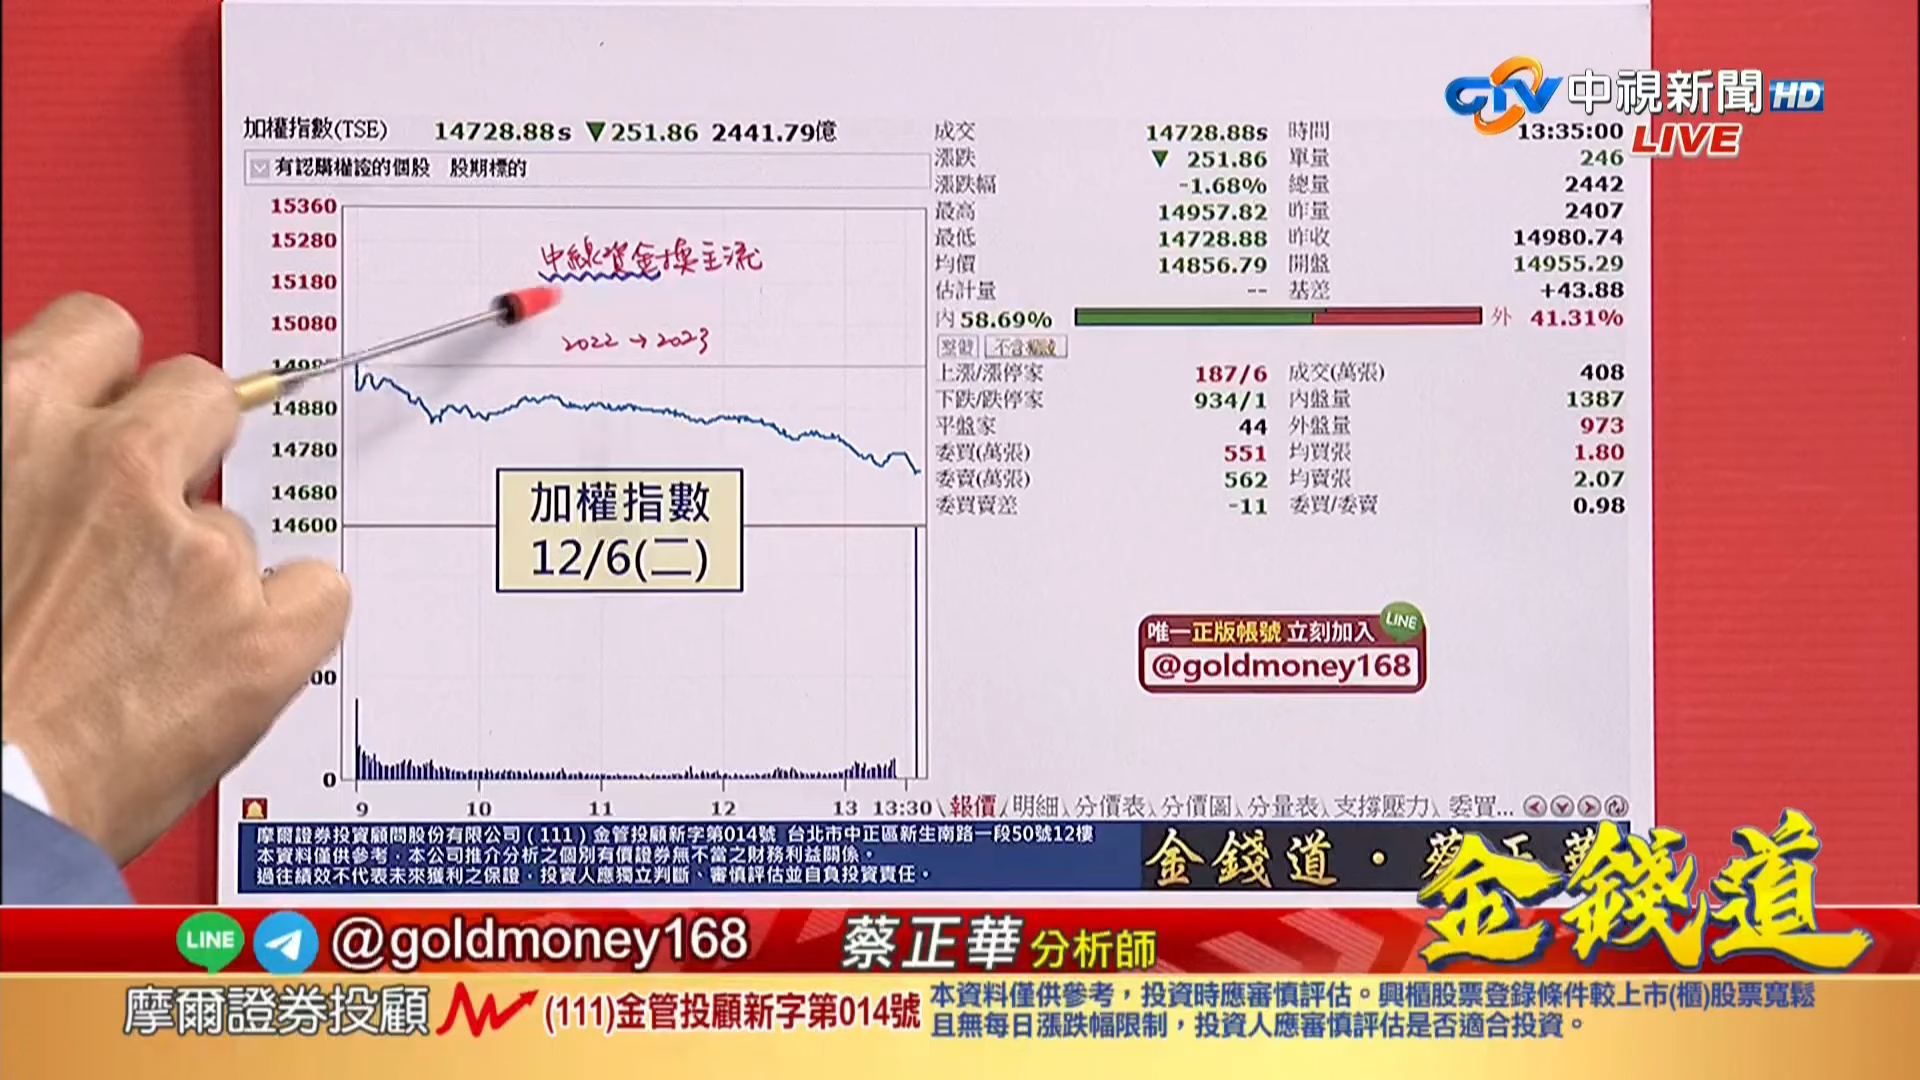 CTV 中視新聞 HD
LIVE
加權指數(TSE) 14728.88s ▼251.86 2441.79億
有認購權證的個股 股期標的
15360
15280
15180
15080
14880
14780
14680
14600
0
9 10 11 12 13 13:30
中線資金換主流
2022→2023
加權指數
12/6(二)
成交 14728.88s 時間 13:35:00
漲跌 ▼ 251.86 單量 246
漲跌幅 -1.68% 總量 2442
最高 14957.82 昨量 2407
最低 14728.88 昨收 14980.74
均價 14856.79 開盤 14955.29
估計量 -- 基差 +43.88
內 58.69% 外 41.31%
上漲/漲停家 187/6 成交(萬張) 408
下跌/跌停家 934/1 內盤量 1387
平盤家 44 外盤量 973
委買(萬張) 551 均買張 1.80
委賣(萬張) 562 均賣張 2.07
委買賣差 -11 委買/委賣 0.98
唯一正版帳號 立刻加入 LINE
@goldmoney168
報價 明細 分價表 分價圖 分量表 支撐壓力 委買...
摩爾證券投資顧問股份有限公司(111)金管投顧新字第014號 台北市中正區新生南路一段50號12樓
本資料僅供參考，本公司推介分析之個別有價證券無不當之財務利益關係。
過往績效不代表未來獲利之保證，投資人應獨立判斷、審慎評估並自負投資責任。
金錢道・蔡正華
金錢道
LINE @goldmoney168 蔡正華 分析師
摩爾證券投顧 (111)金管投顧新字第014號
本資料僅供參考，投資時應審慎評估。興櫃股票登錄條件較上市(櫃)股票寬鬆
且無每日漲跌幅限制，投資人應審慎評估是否適合投資。